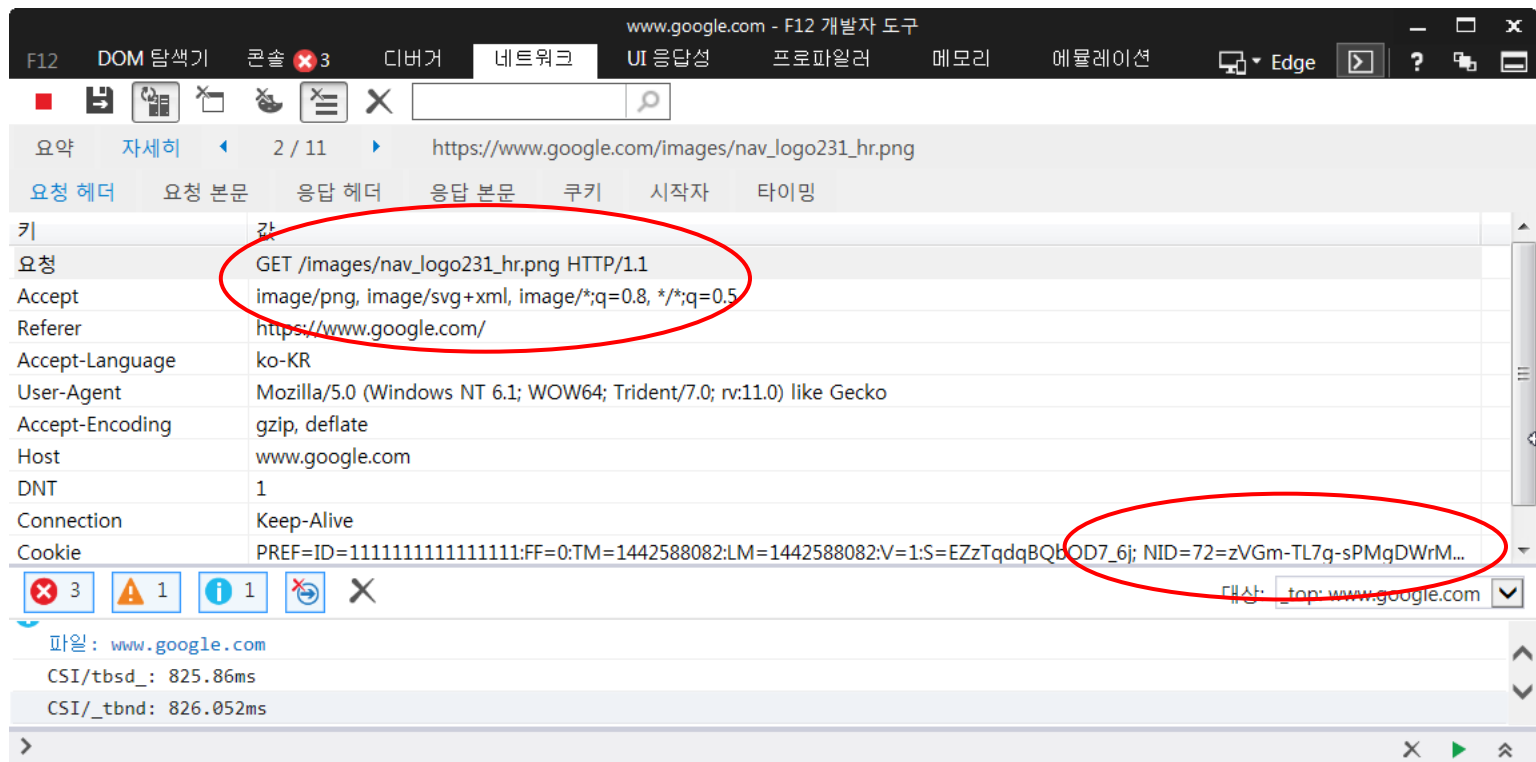 www.google.com - F12 개발자 도구
F12 DOM 탐색기 콘솔 3 디버거 네트워크 UI 응답성 프로파일러 메모리 에뮬레이션 Edge ?
요약 자세히 2 / 11 https://www.google.com/images/nav_logo231_hr.png
요청 헤더 요청 본문 응답 헤더 응답 본문 쿠키 시작자 타이밍
키 값
요청 GET /images/nav_logo231_hr.png HTTP/1.1
Accept image/png, image/svg+xml, image/*;q=0.8, */*;q=0.5
Referer https://www.google.com/
Accept-Language ko-KR
User-Agent Mozilla/5.0 (Windows NT 6.1; WOW64; Trident/7.0; rv:11.0) like Gecko
Accept-Encoding gzip, deflate
Host www.google.com
DNT 1
Connection Keep-Alive
Cookie PREF=ID=1111111111111111:FF=0:TM=1442588082:LM=1442588082:V=1:S=EZzTqdqBQbOD7_6j; NID=72=zVGm-TL7g-sPMgDWrM...
3 1 1 대상: _top: www.google.com
파일: www.google.com
CSI/tbsd_: 825.86ms
CSI/_tbnd: 826.052ms